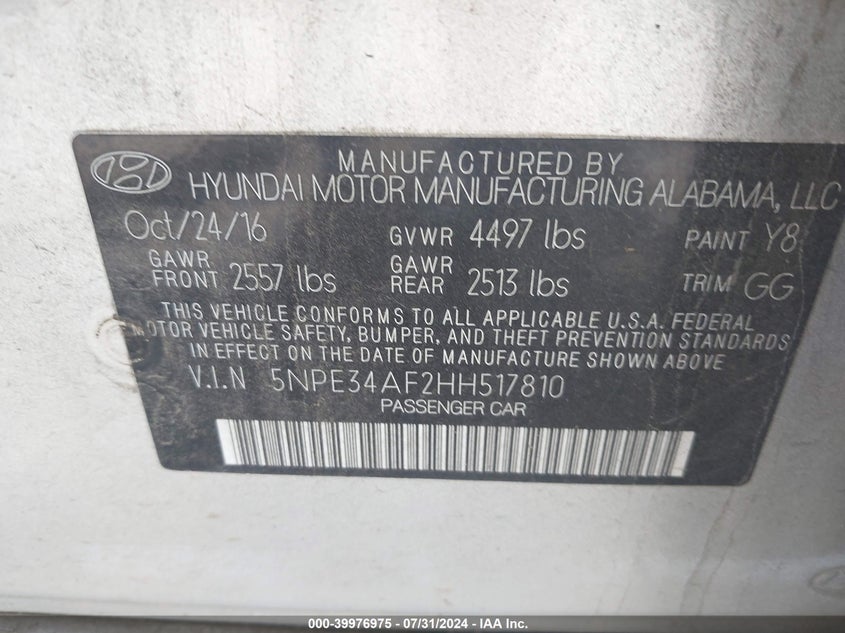 MANUFACTURED BY
HYUNDAI MOTOR MANUFACTURING ALABAMA, LLC
Oct/24/16 GVWR 4497 lbs PAINT Y8
GAWR FRONT 2557 lbs GAWR REAR 2513 lbs TRIM GG
THIS VEHICLE CONFORMS TO ALL APPLICABLE U.S.A. FEDERAL
MOTOR VEHICLE SAFETY, BUMPER, AND THEFT PREVENTION STANDARDS
IN EFFECT ON THE DATE OF MANUFACTURE SHOWN ABOVE
V.I.N 5NPE34AF2HH517810
PASSENGER CAR
000-39976975 / 07/31/2024 - IAA Inc.